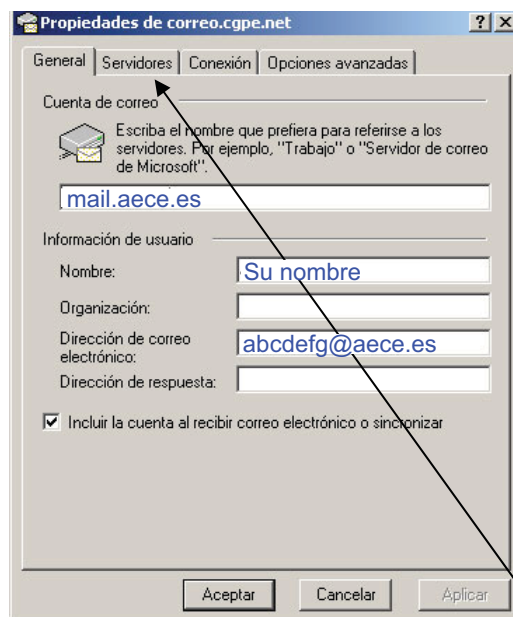 Propiedades de correo.cgpe.net
General Servidores Conexión Opciones avanzadas
Cuenta de correo
Escriba el nombre que prefiera para referirse a los
servidores. Por ejemplo, "Trabajo" o "Servidor de correo
de Microsoft".
mail.aece.es
Información de usuario
Nombre: Su nombre
Organización:
Dirección de correo
electrónico: abcdefg@aece.es
Dirección de respuesta:
Incluir la cuenta al recibir correo electrónico o sincronizar
Aceptar Cancelar Aplicar